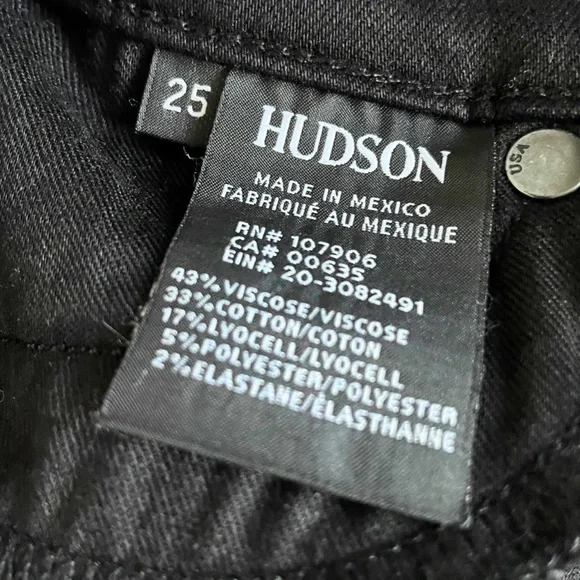 25
HUDSON
MADE IN MEXICO
FABRIQUÉ AU MEXIQUE
RN# 107906
CA# 00635
EIN# 20-3082491
43%VISCOSE/VISCOSE
33%COTTON/COTON
17%LYOCELL/LYOCELL
5%POLYESTER/POLYESTER
2%ELASTANE/ÉLASTHANNE
USA